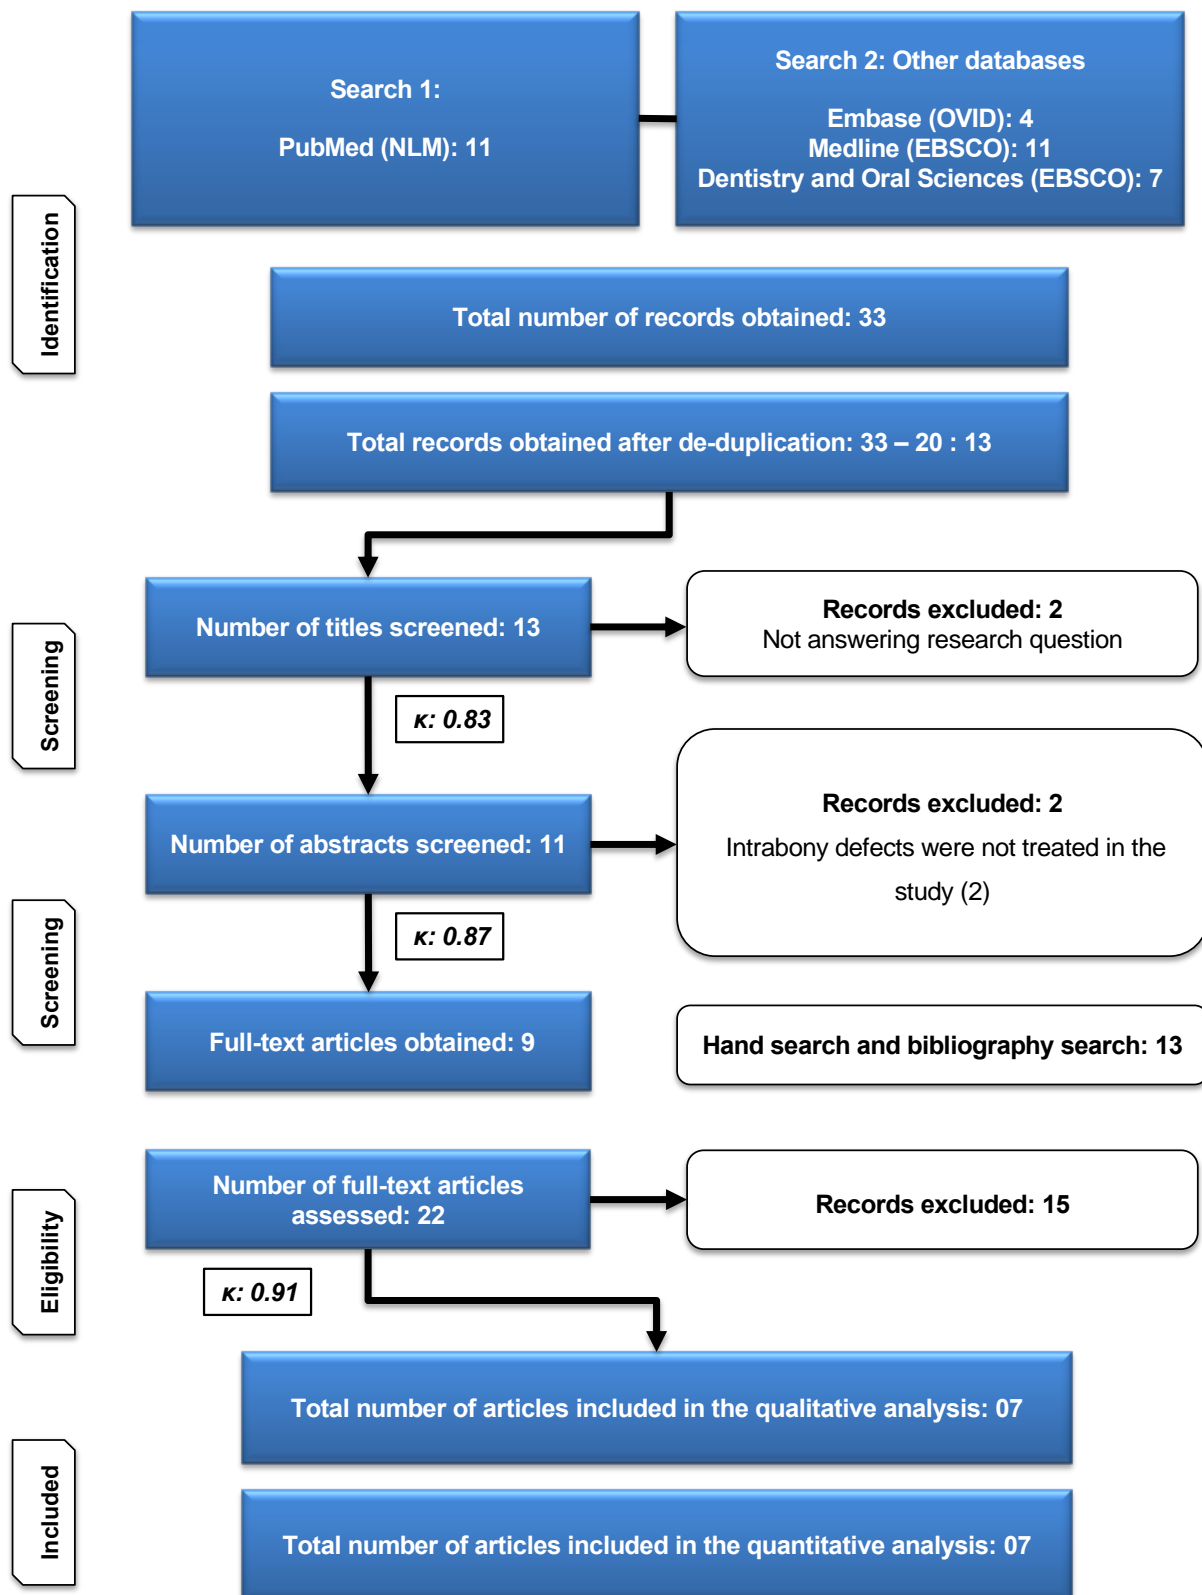 Search 1:
PubMed (NLM): 11
Search 2: Other databases
Embase (OVID): 4
Medline (EBSCO): 11
Dentistry and Oral Sciences (EBSCO): 7
Identification
Total number of records obtained: 33
Total records obtained after de-duplication: 33 – 20 : 13
Screening
Number of titles screened: 13
Records excluded: 2
Not answering research question
κ: 0.83
Number of abstracts screened: 11
Records excluded: 2
Intrabony defects were not treated in the
study (2)
κ: 0.87
Screening
Full-text articles obtained: 9
Hand search and bibliography search: 13
Eligibility
Number of full-text articles
assessed: 22
Records excluded: 15
κ: 0.91
Included
Total number of articles included in the qualitative analysis: 07
Total number of articles included in the quantitative analysis: 07